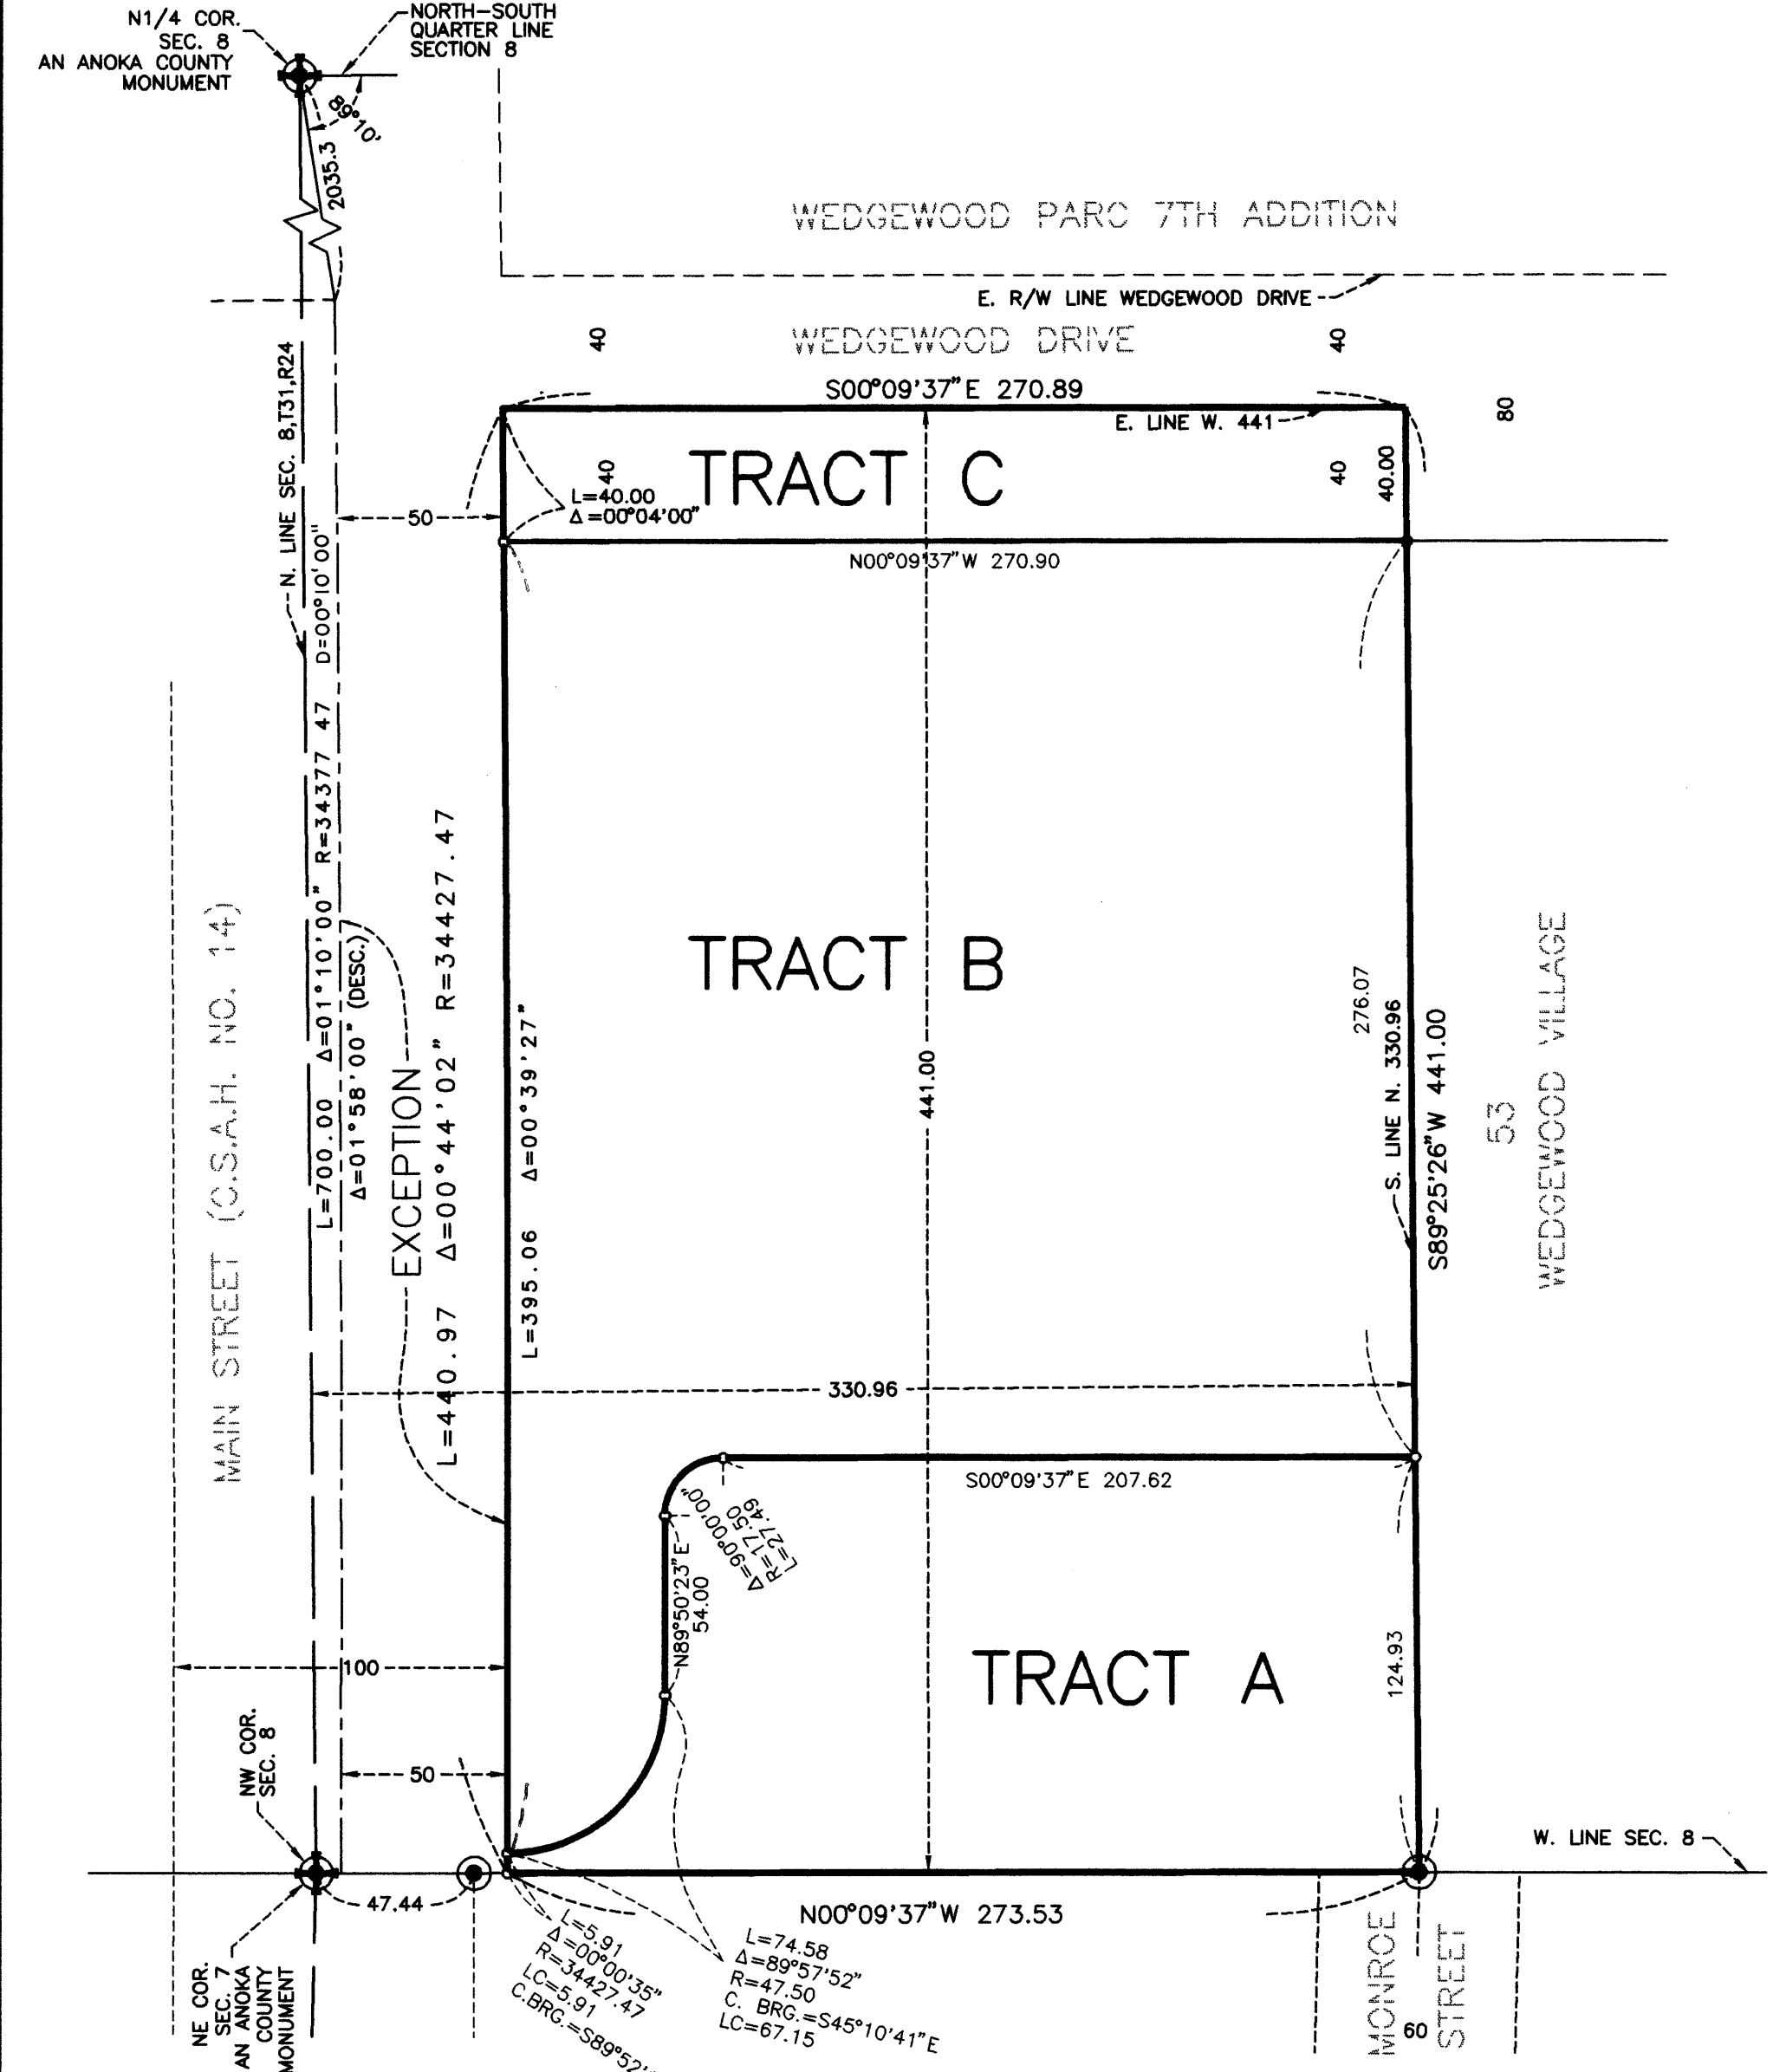 N1/4 COR.
SEC. 8
AN ANOKA COUNTY
MONUMENT
NORTH-SOUTH
QUARTER LINE
SECTION 8
89°10'
2035.3
WEDGEWOOD PARC 7TH ADDITION
E. R/W LINE WEDGEWOOD DRIVE
40
WEDGEWOOD DRIVE
40
S00°09'37"E 270.89
E. LINE W. 441
80
TRACT C
40
L=40.00
Δ=00°04'00"
40
40.00
50
N00°09'37"W 270.90
N. LINE SEC. 8,T31,R24
L=700.00 Δ=01°10'00" R=34377 47 D=00°10'00"
Δ=01°58'00" (DESC.)
EXCEPTION
L=440.97 Δ=00°44'02" R=34427.47
L=395.06 Δ=00°39'27"
MAIN STREET (C.S.A.H. NO. 14)
TRACT B
441.00
276.07
S. LINE N. 330.96
S89°25'26"W 441.00
53
WEDGEWOOD VILLAGE
330.96
S00°09'37"E 207.62
Δ=90°00'00"
R=17.50
L=27.49
N89°50'23"E
54.00
TRACT A
124.93
100
50
NW COR.
SEC. 8
W. LINE SEC. 8
47.44
N00°09'37"W 273.53
NE COR.
SEC. 7
AN ANOKA
COUNTY
MONUMENT
L=5.91
Δ=00°00'35"
R=34427.47
LC=5.91
C.BRG.=S89°52'
L=74.58
Δ=89°57'52"
R=47.50
C. BRG.=S45°10'41"E
LC=67.15
MONROE
STREET
60